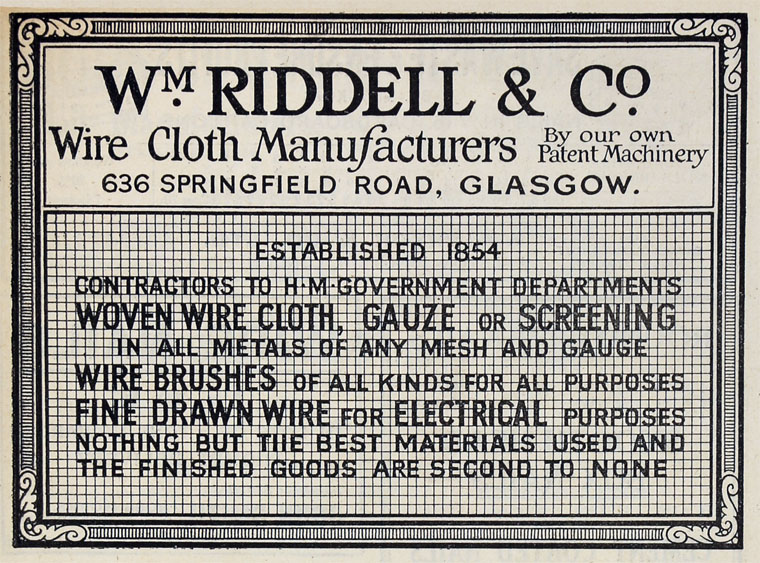 WM. RIDDELL & CO.
Wire Cloth Manufacturers By our own Patent Machinery
636 SPRINGFIELD ROAD, GLASGOW.
ESTABLISHED 1854
CONTRACTORS TO H·M·GOVERNMENT DEPARTMENTS
WOVEN WIRE CLOTH, GAUZE OR SCREENING
IN ALL METALS OF ANY MESH AND GAUGE
WIRE BRUSHES OF ALL KINDS FOR ALL PURPOSES
FINE DRAWN WIRE FOR ELECTRICAL PURPOSES
NOTHING BUT THE BEST MATERIALS USED AND
THE FINISHED GOODS ARE SECOND TO NONE